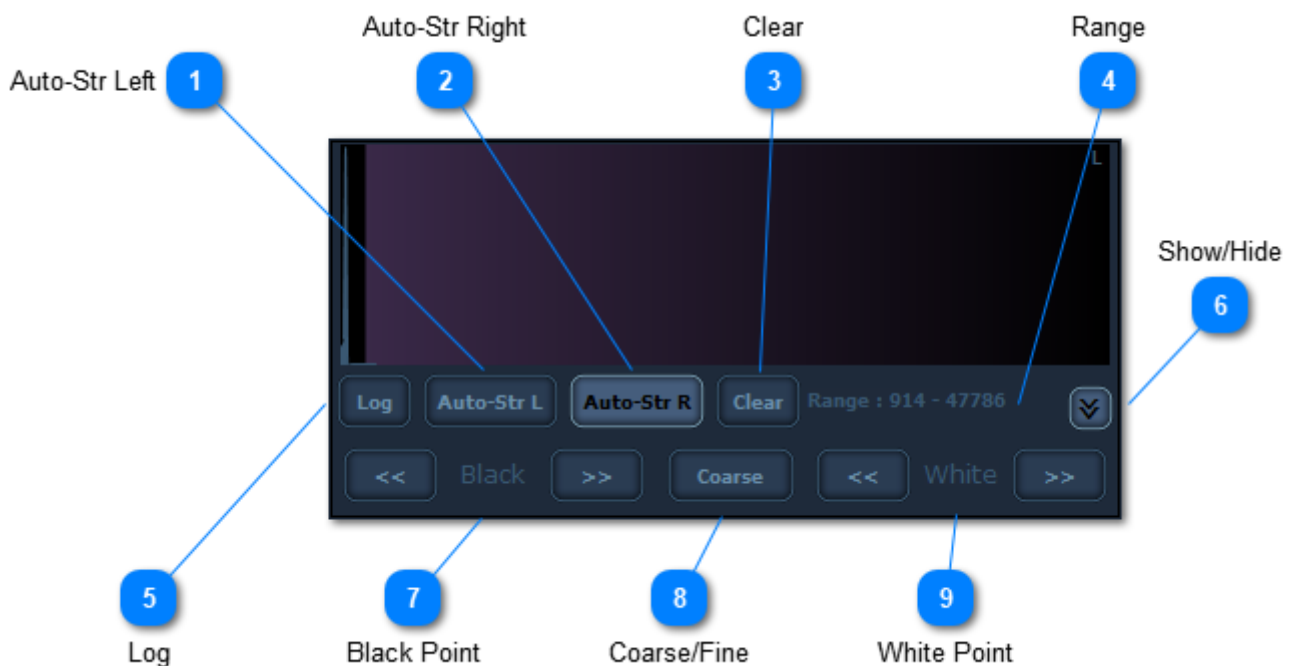 Auto-Str Right
Clear
Range
Auto-Str Left
1
2
3
4
L
Show/Hide
6
Log
Auto-Str L
Auto-Str R
Clear
Range : 914 - 47786
<<
Black
>>
Coarse
<<
White
>>
5
7
8
9
Log
Black Point
Coarse/Fine
White Point